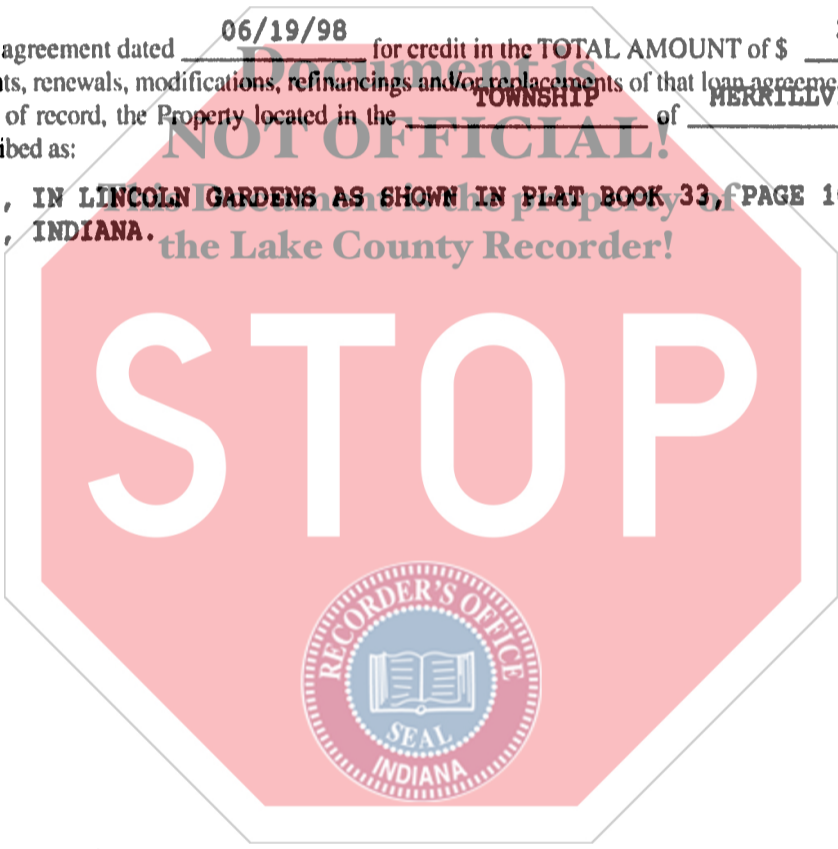 06/19/98
agreement dated for credit in the TOTAL AMOUNT of $
ts, renewals, modifications, refinancings and/or replacements of that loan agreeme
TOWNSHIP MERRILLV
of record, the Property located in the of
ibed as:
, IN LINCOLN GARDENS AS SHOWN IN PLAT BOOK 33, PAGE 1
, INDIANA.
Document is
NOT OFFICIAL!
This Document is the property of
the Lake County Recorder!
STOP
RECORDER'S OFFICE
SEAL
INDIANA